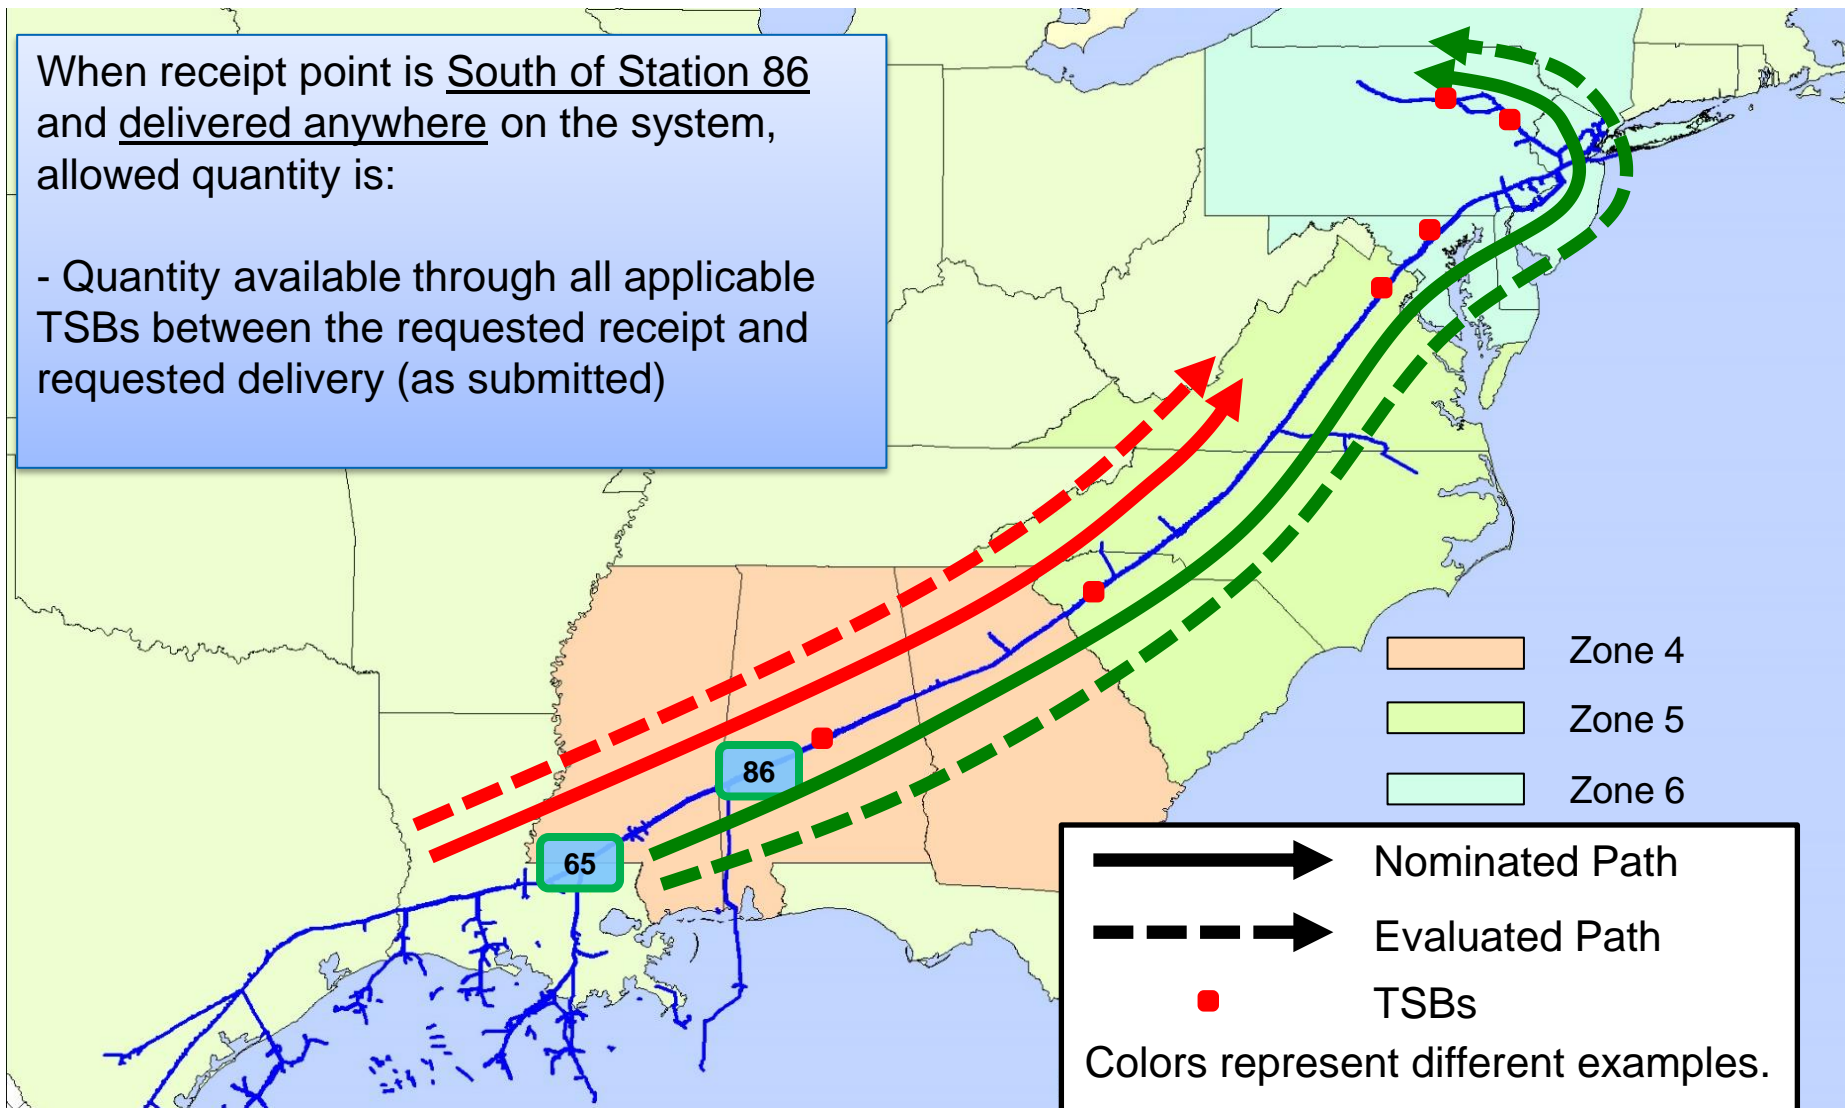 When receipt point is South of Station 86
and delivered anywhere on the system,
allowed quantity is:
- Quantity available through all applicable
TSBs between the requested receipt and
requested delivery (as submitted)
86
65
Zone 4
Zone 5
Zone 6
Nominated Path
Evaluated Path
TSBs
Colors represent different examples.